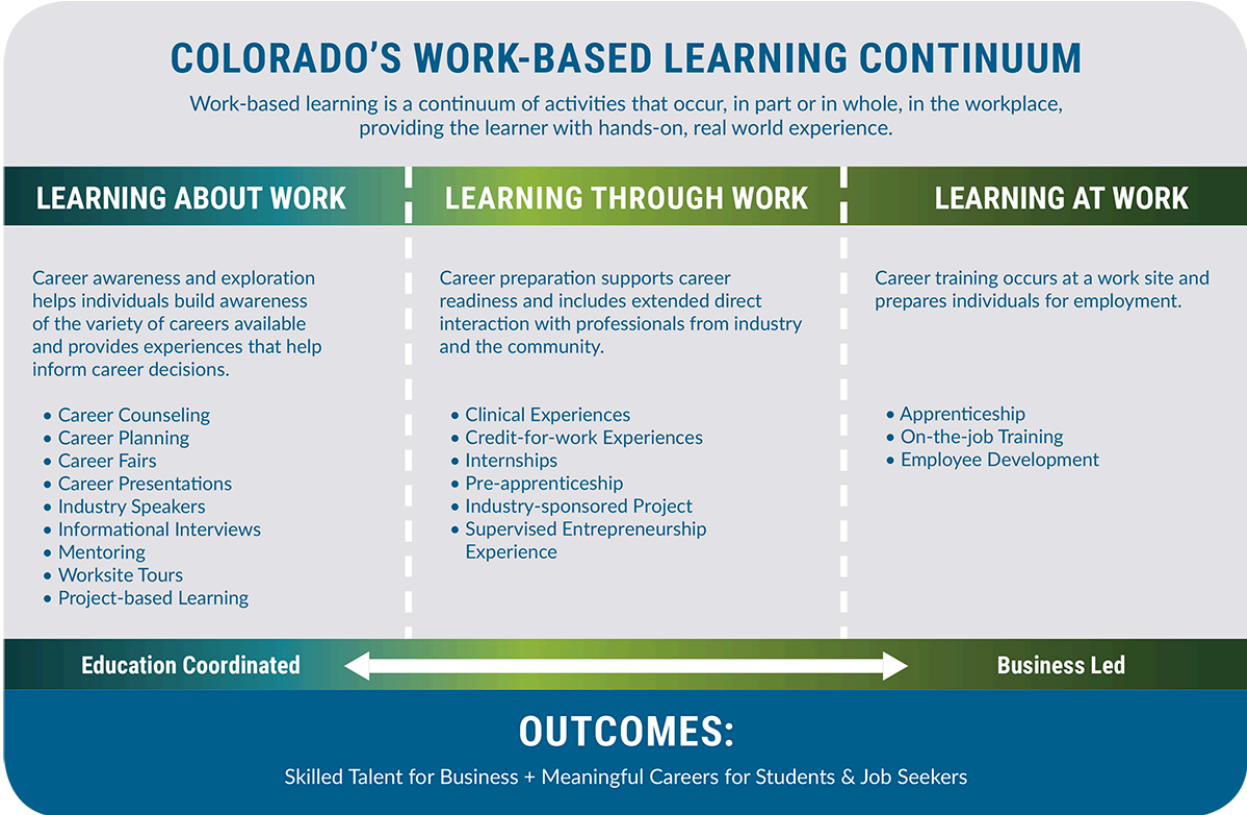 COLORADO'S WORK-BASED LEARNING CONTINUUM
Work-based learning is a continuum of activities that occur, in part or in whole, in the workplace,
providing the learner with hands-on, real world experience.
LEARNING ABOUT WORK
Career awareness and exploration
helps individuals build awareness
of the variety of careers available
and provides experiences that help
inform career decisions.
• Career Counseling
• Career Planning
• Career Fairs
• Career Presentations
• Industry Speakers
• Informational Interviews
• Mentoring
• Worksite Tours
• Project-based Learning
LEARNING THROUGH WORK
Career preparation supports career
readiness and includes extended direct
interaction with professionals from industry
and the community.
• Clinical Experiences
• Credit-for-work Experiences
• Internships
• Pre-apprenticeship
• Industry-sponsored Project
• Supervised Entrepreneurship
Experience
LEARNING AT WORK
Career training occurs at a work site and
prepares individuals for employment.
• Apprenticeship
• On-the-job Training
• Employee Development
Education Coordinated
Business Led
OUTCOMES:
Skilled Talent for Business + Meaningful Careers for Students & Job Seekers